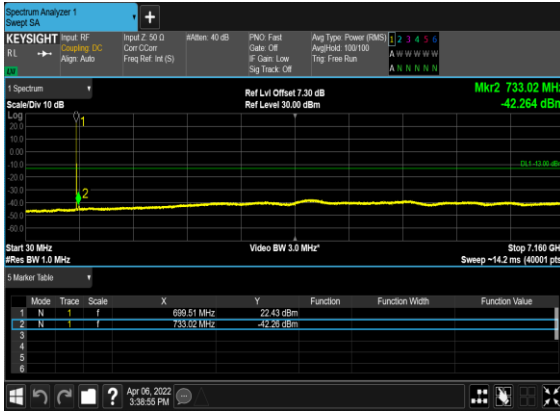 Spectrum Analyzer 1
Swept SA
+
KEYSIGHT
RL
Input: RF
Coupling: DC
Align: Auto
Input Z: 50 Ω
Corr CCorr
Freq Ref: Int (S)
#Atten: 40 dB
PNO: Fast
Gate: Off
IF Gain: Low
Sig Track: Off
Avg Type: Power (RMS)
Avg|Hold: 100/100
Trig: Free Run
1 2 3 4 5 6
A W W W W W
A N N N N N
1 Spectrum
Scale/Div 10 dB
Ref Lvl Offset 7.30 dB
Ref Level 30.00 dBm
Mkr2 733.02 MHz
-42.264 dBm
Log
20.0
10.0
0.00
-10.0
-20.0
-30.0
-40.0
-50.0
-60.0
1
2
DL1 -13.00 dBm
Start 30 MHz
#Res BW 1.0 MHz
Video BW 3.0 MHz*
Stop 7.160 GHz
Sweep ~14.2 ms (40001 pts)
5 Marker Table
Mode Trace Scale X Y Function Function Width Function Value
1 N 1 f 699.51 MHz 22.43 dBm
2 N 1 f 733.02 MHz -42.26 dBm
3
4
5
6
?
Apr 06, 2022
3:38:55 PM